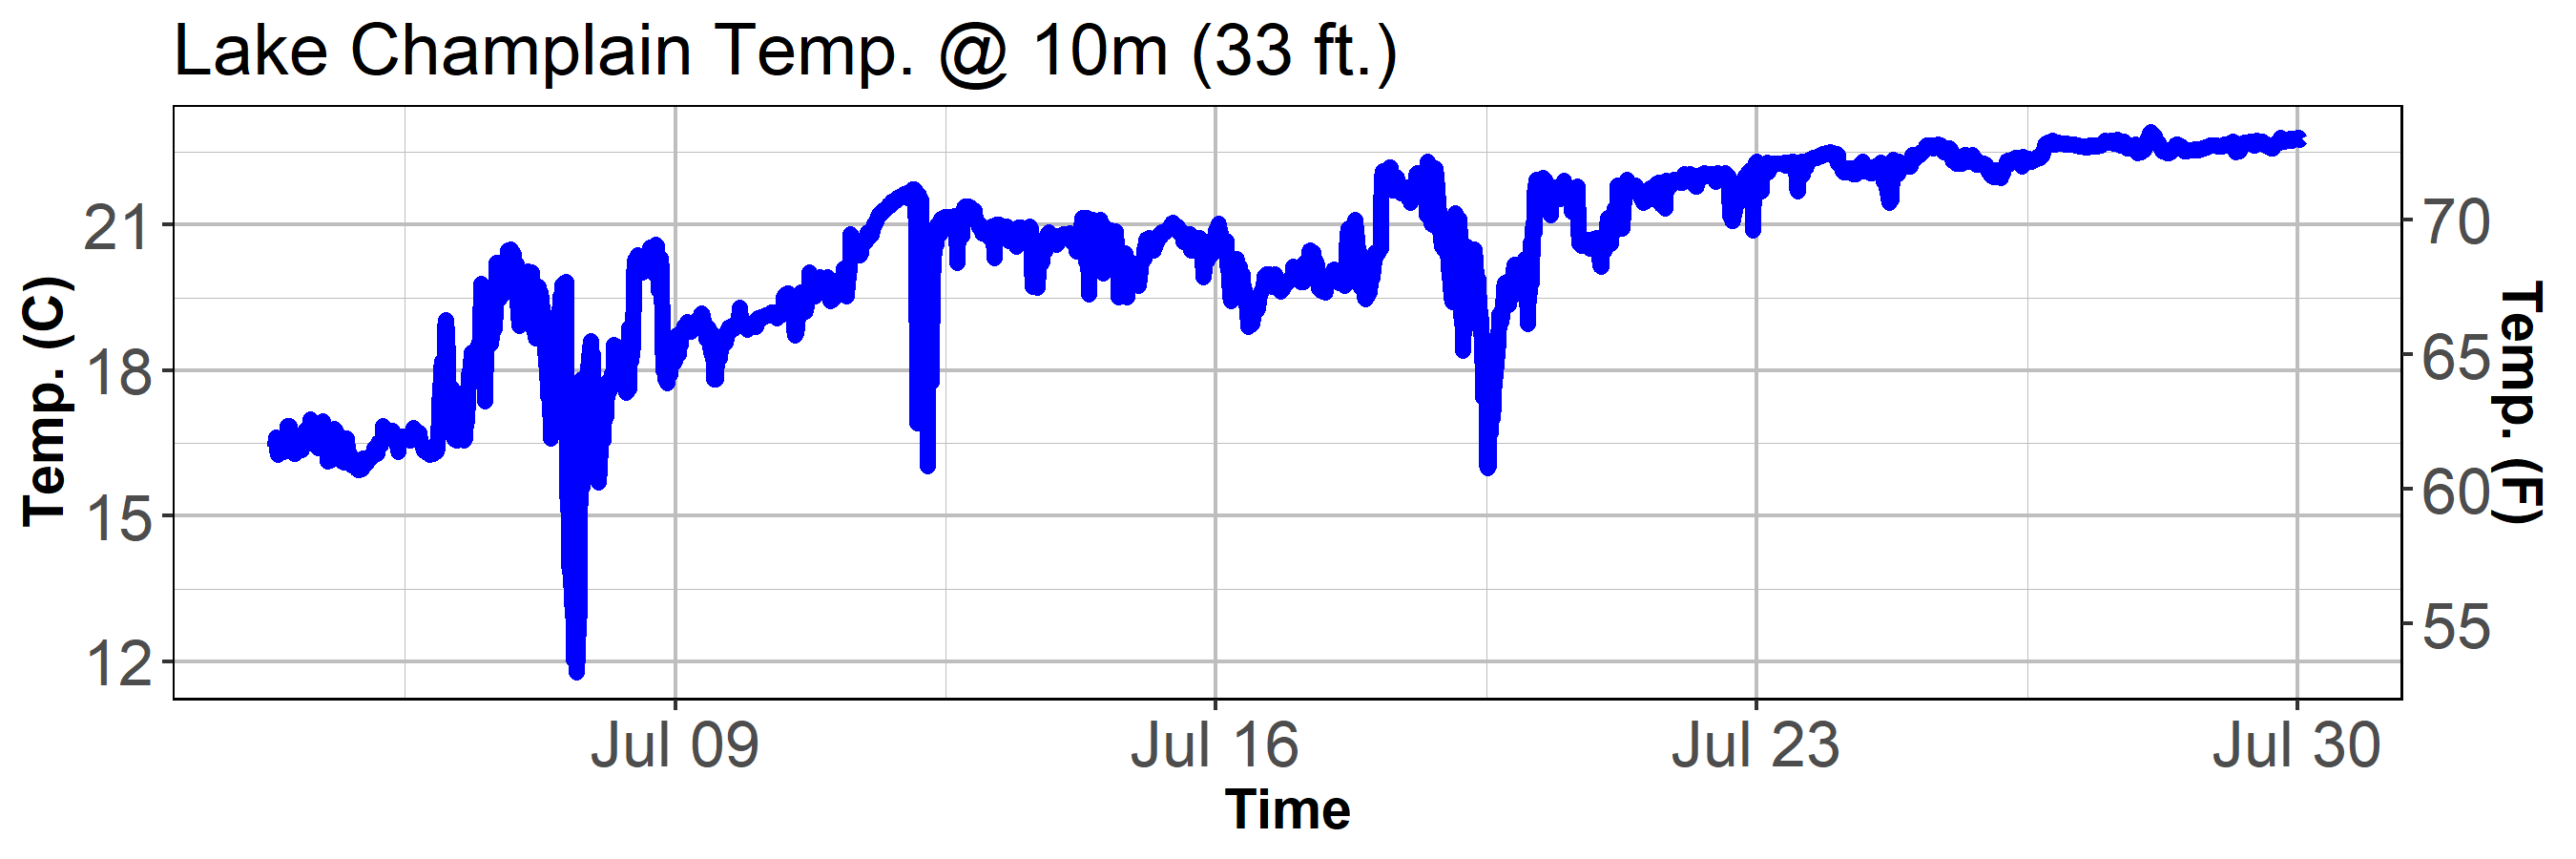 Lake Champlain Temp. @ 10m (33 ft.)
Temp. (C)
21
18
15
12
70
65
60
55
Temp. (F)
Jul 09 Jul 16 Jul 23 Jul 30
Time